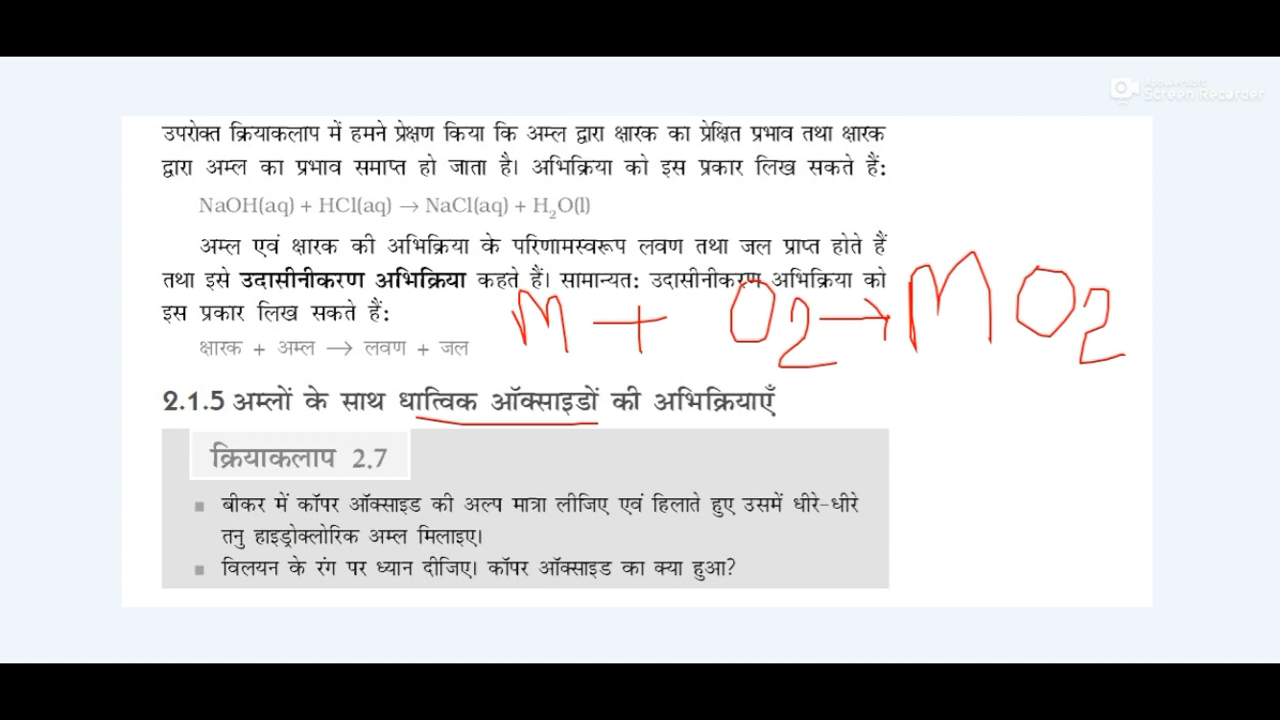 Apowersoft
Screen Recorder
उपरोक्त क्रियाकलाप में हमने प्रेक्षण किया कि अम्ल द्वारा क्षारक का प्रेक्षित प्रभाव तथा क्षारक
द्वारा अम्ल का प्रभाव समाप्त हो जाता है। अभिक्रिया को इस प्रकार लिख सकते हैं:
NaOH(aq) + HCl(aq) → NaCl(aq) + H₂O(l)
अम्ल एवं क्षारक की अभिक्रिया के परिणामस्वरूप लवण तथा जल प्राप्त होते हैं
तथा इसे उदासीनीकरण अभिक्रिया कहते हैं। सामान्यत: उदासीनीकरण अभिक्रिया को
इस प्रकार लिख सकते हैं:
M + O2 → MO2
क्षारक + अम्ल → लवण + जल
2.1.5 अम्लों के साथ धात्विक ऑक्साइडों की अभिक्रियाएँ
क्रियाकलाप 2.7
■ बीकर में कॉपर ऑक्साइड की अल्प मात्रा लीजिए एवं हिलाते हुए उसमें धीरे-धीरे
तनु हाइड्रोक्लोरिक अम्ल मिलाइए।
■ विलयन के रंग पर ध्यान दीजिए। कॉपर ऑक्साइड का क्या हुआ?